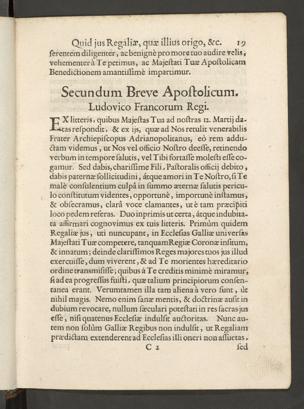 Quid jus Regaliæ, quæ illius origo, &c. 19
ferentem diligenter, ac benignè pro more tuo audire velis,
vehementer à Te petimus, ac Majestati Tuæ Apostolicam
Benedictionem amantissimè impartimur.
Secundum Breve Apostolicum.
Ludovico Francorum Regi.
EX litteris, quibus Majestas Tua ad nostras 12. Martij da-
tas respondit, & ex ijs, quæ ad Nos retulit venerabilis
Frater Archiepiscopus Adrianopolitanus, eò rem addi-
ctam videmus, ut Nos vel officio Nostro deesse, retinendo
verbum in tempore salutis, vel Tibi fortassè molesti esse co-
gamur. Sed dabis, charissime Fili, Pastoralis officij debito,
dabis paternæ sollicitudini, atque amori in Te Nostro, si Te
malè consulentium culpâ in summo æternæ salutis pericu-
lo constitutum videntes, opportunè, importunè instamus,
& obsecramus, clarâ voce clamantes, ut è tam præcipiti
loco pedem referas. Duo inprimis ut certa, atque indubita-
ta affirmari cognovimus ex tuis litteris. Primùm quidem
Regaliæ jus, uti nuncupant, in Ecclesias Galliæ universas
Majestati Tuæ competere, tanquam Regiæ Coronæ insitum,
& innatum; deinde clarissimos Reges majores tuos jus illud
exercuisse, dum viverent, & ad Te morientes hæreditario
ordine transmisisse; quibus à Te creditis minimè miramur,
si ad ea progressus fuisti, quæ talium principiorum consen-
tanea erant. Verumtamen illa tam aliena à vero sunt, ut
nihil magis. Nemo enim sanæ mentis, & doctrinæ ausit in
dubium revocare, nullum sæculari potestati in res sacras jus
esse, nisi quatenus Ecclesiæ indulsit auctoritas. Nunc au-
tem non solùm Galliæ Regibus non indulsit, ut Regaliam
prædictam extenderent ad Ecclesias illi oneri non assuetas,
C 2 sed